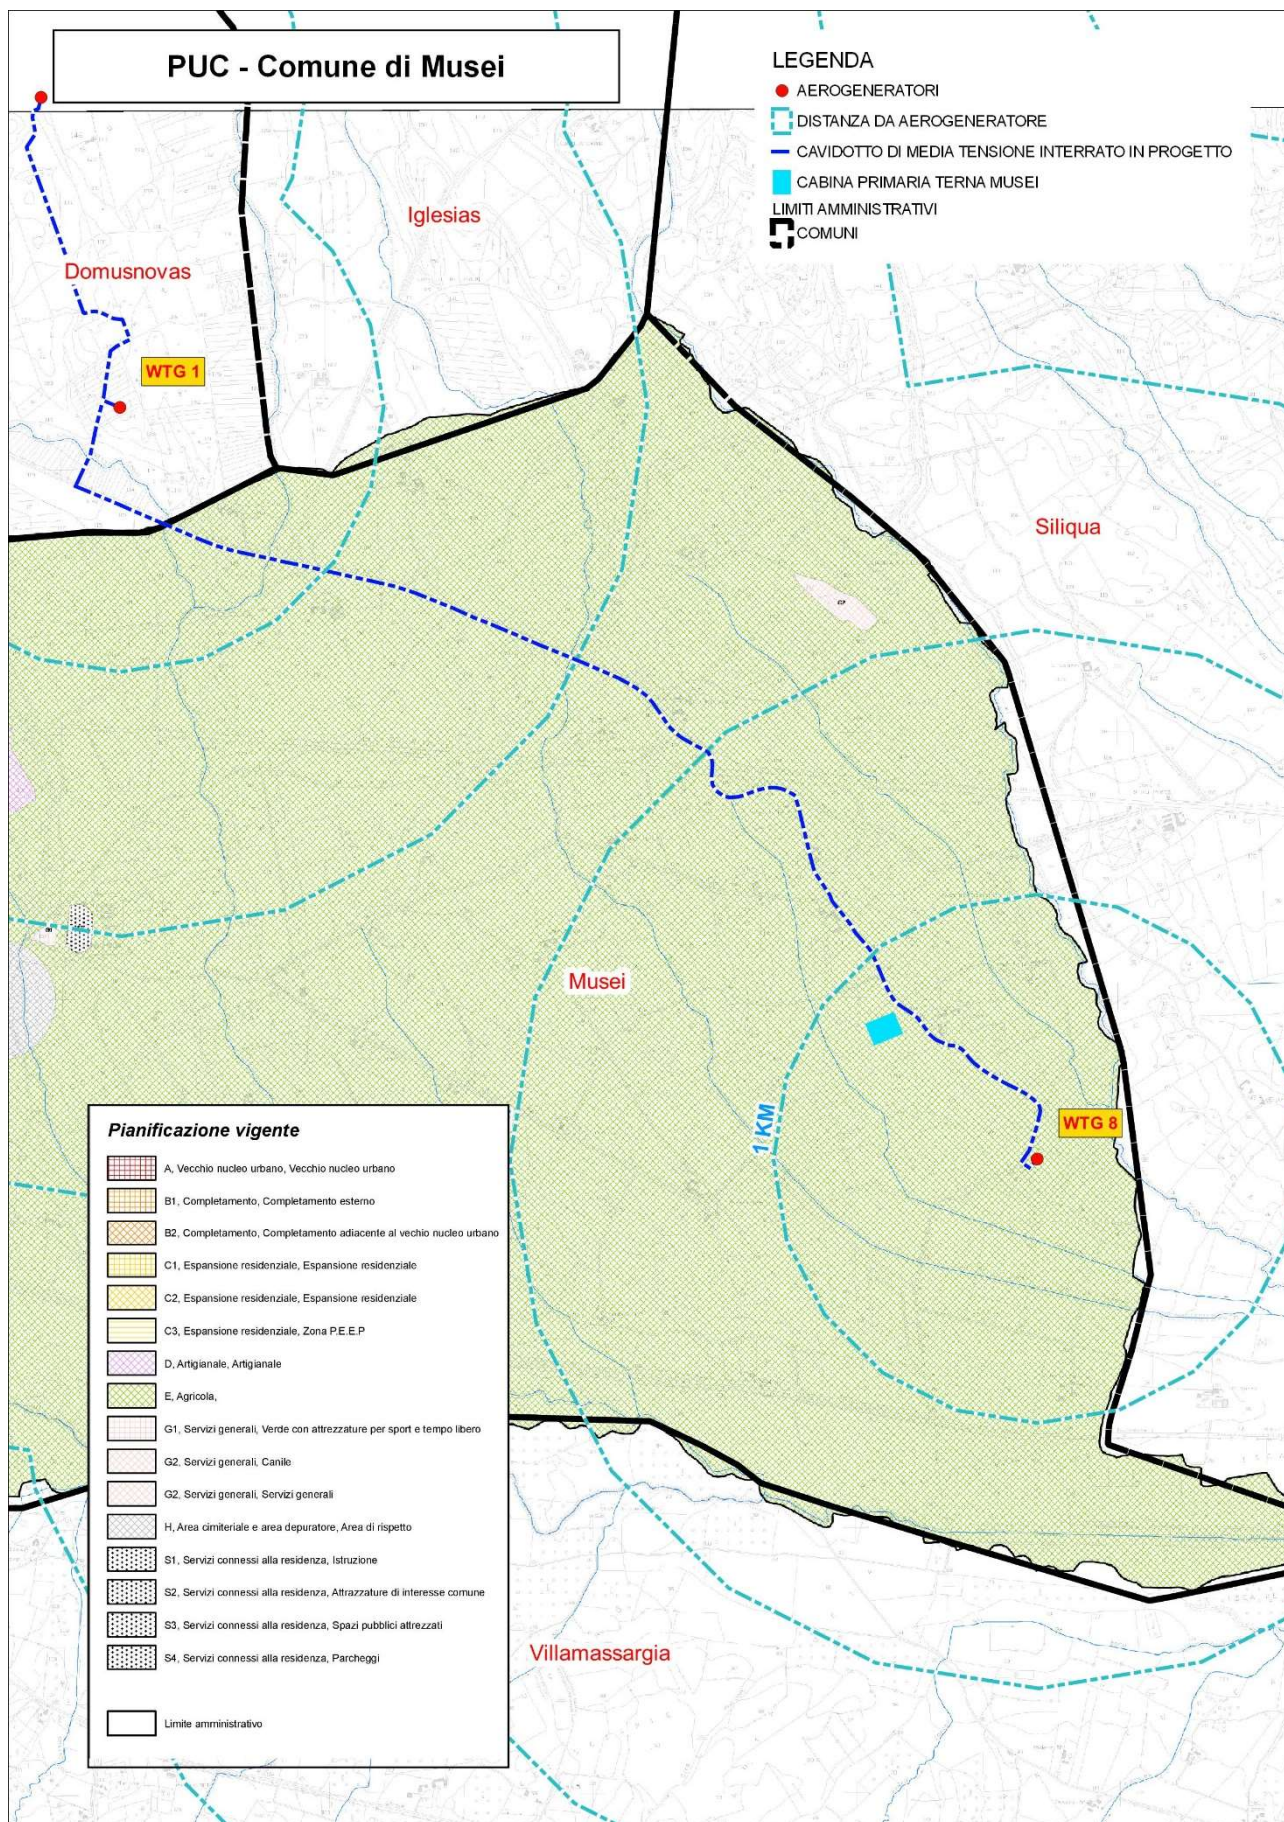 PUC - Comune di Musei
LEGENDA
AEROGENERATORI
DISTANZA DA AEROGENERATORE
CAVIDOTTO DI MEDIA TENSIONE INTERRATO IN PROGETTO
CABINA PRIMARIA TERNA MUSEI
LIMITI AMMINISTRATIVI
COMUNI
Iglesias
Domusnovas
WTG 1
Siliqua
Musei
1 KM
WTG 8
Pianificazione vigente
A, Vecchio nucleo urbano, Vecchio nucleo urbano
B1, Completamento, Completamento esterno
B2, Completamento, Completamento adiacente al vechio nucleo urbano
C1, Espansione residenziale, Espansione residenziale
C2, Espansione residenziale, Espansione residenziale
C3, Espansione residenziale, Zona P.E.E.P
D, Artigianale, Artigianale
E, Agricola,
G1, Servizi generali, Verde con attrezzature per sport e tempo libero
G2, Servizi generali, Canile
G2, Servizi generali, Servizi generali
H, Area cimiteriale e area depuratore, Area di rispetto
S1, Servizi connessi alla residenza, Istruzione
S2, Servizi connessi alla residenza, Attrazzature di interesse comune
S3, Servizi connessi alla residenza, Spazi pubblici attrezzati
S4, Servizi connessi alla residenza, Parcheggi
Limite amministrativo
Villamassargia